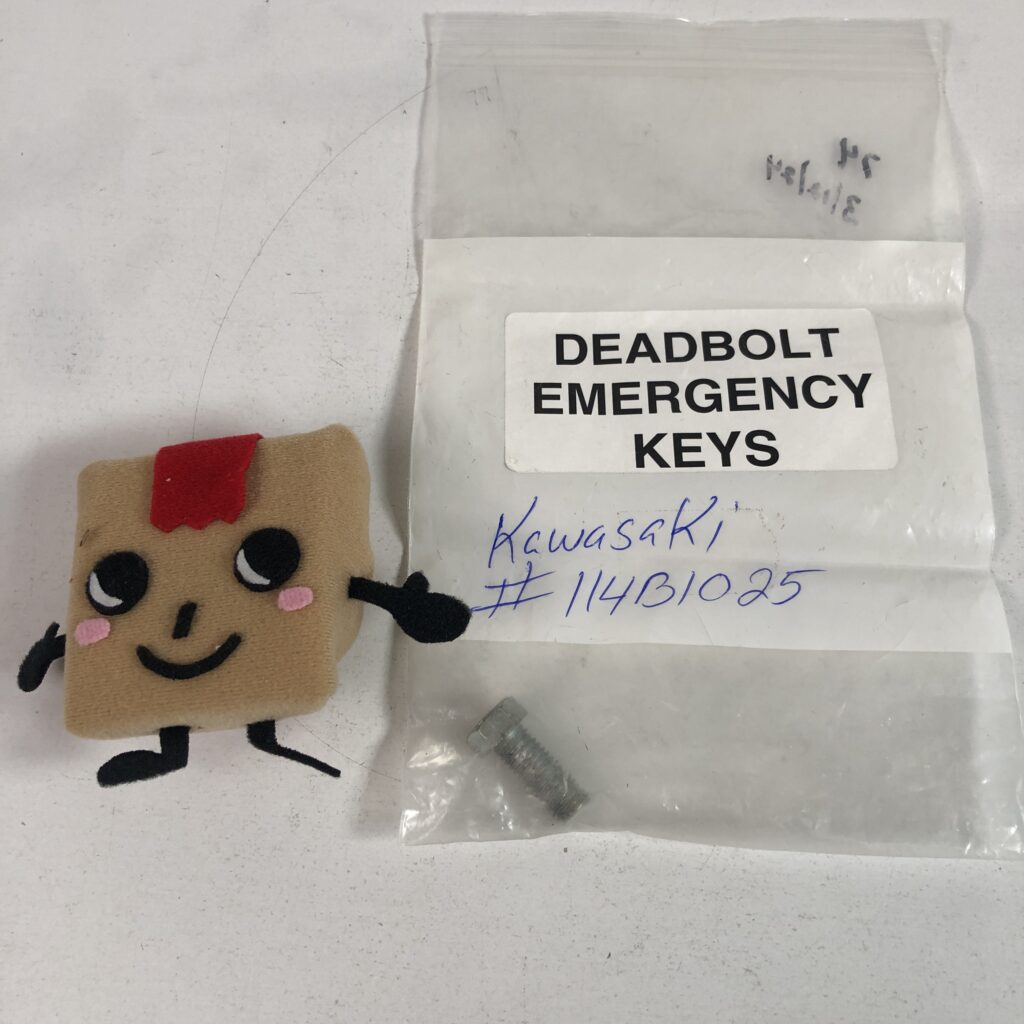 DEADBOLT
EMERGENCY
KEYS
Kawasaki
#114B1025